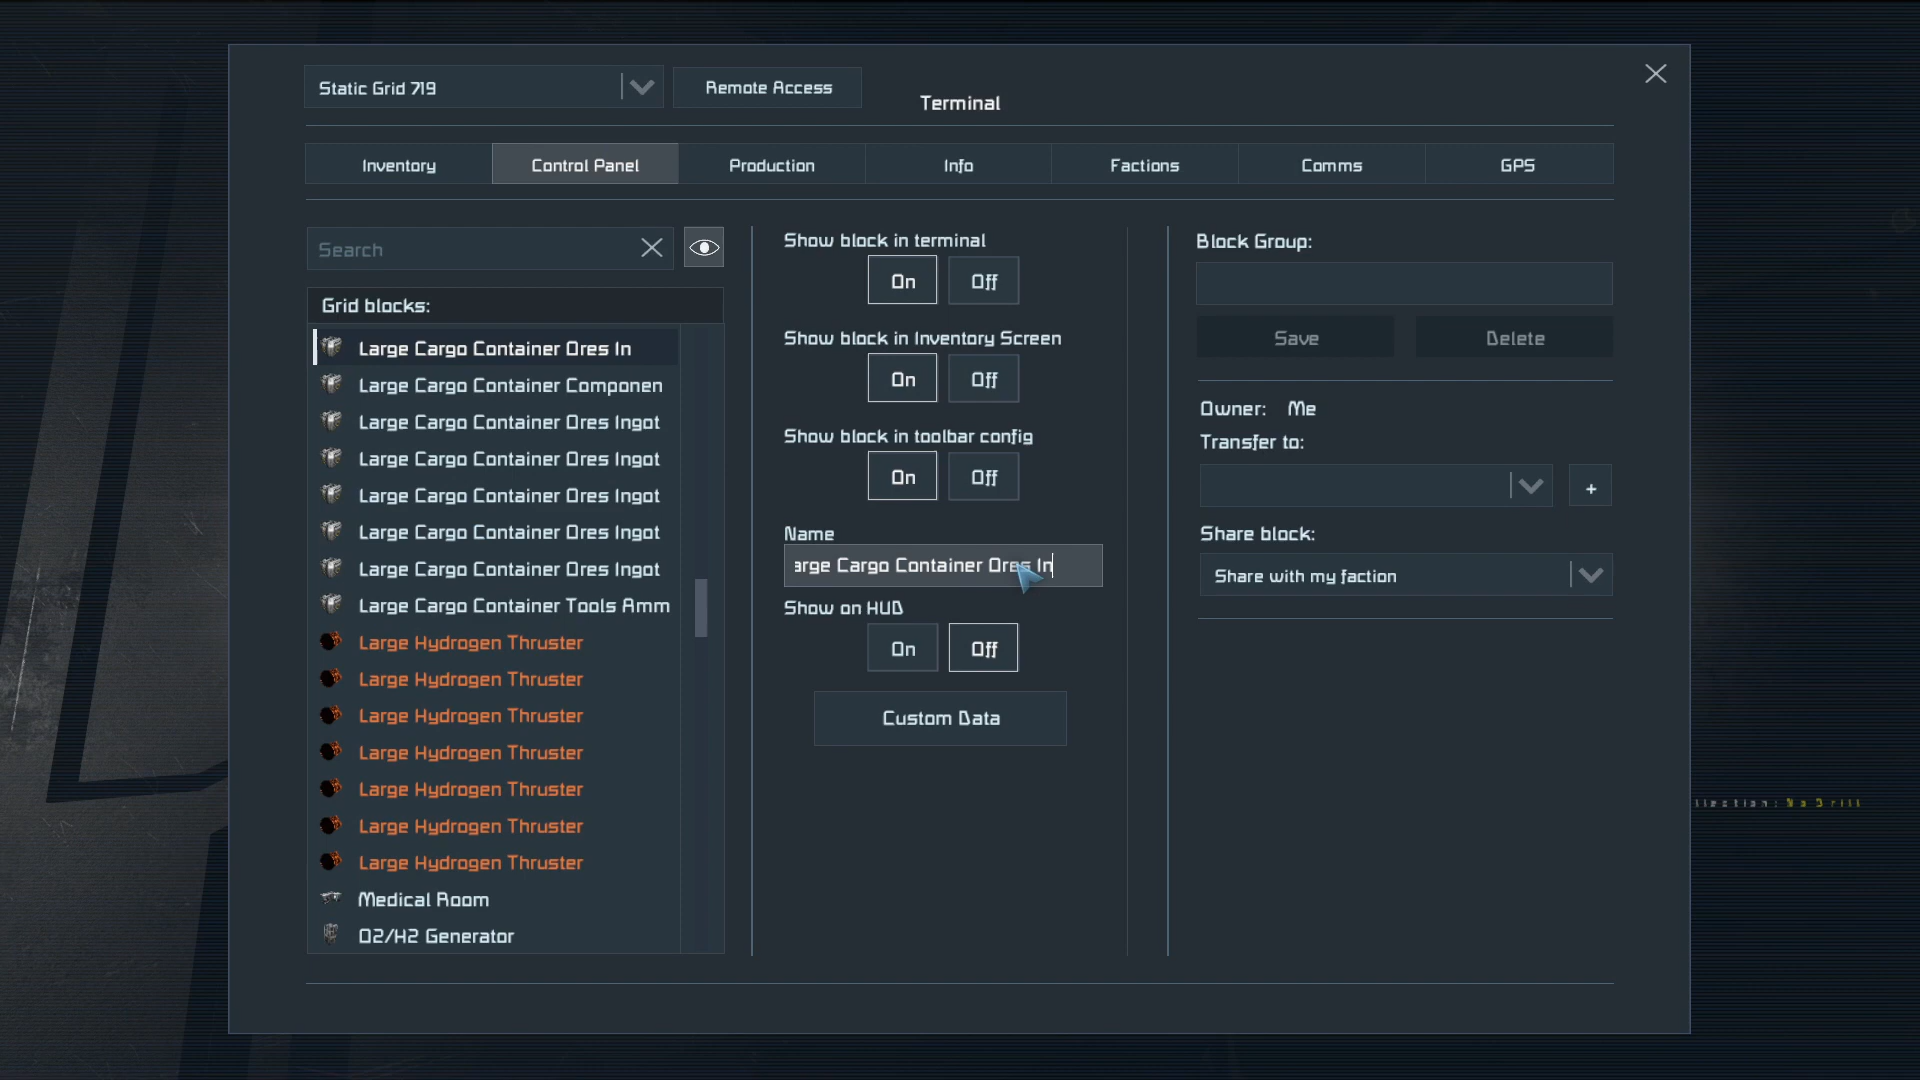 Static Grid 719
Remote Access
Terminal
Inventory
Control Panel
Production
Info
Factions
Comms
GPS
Search
Grid blocks:
Large Cargo Container Ores In
Large Cargo Container Componen
Large Cargo Container Ores Ingot
Large Cargo Container Ores Ingot
Large Cargo Container Ores Ingot
Large Cargo Container Ores Ingot
Large Cargo Container Ores Ingot
Large Cargo Container Tools Amm
Large Hydrogen Thruster
Large Hydrogen Thruster
Large Hydrogen Thruster
Large Hydrogen Thruster
Large Hydrogen Thruster
Large Hydrogen Thruster
Large Hydrogen Thruster
Medical Room
O2/H2 Generator
Show block in terminal
On Off
Show block in Inventory Screen
On Off
Show block in toolbar config
On Off
Name
arge Cargo Container Ores In
Show on HUD
On Off
Custom Data
Block Group:
Save Delete
Owner: Me
Transfer to:
+
Share block:
Share with my faction
llection: No Drill